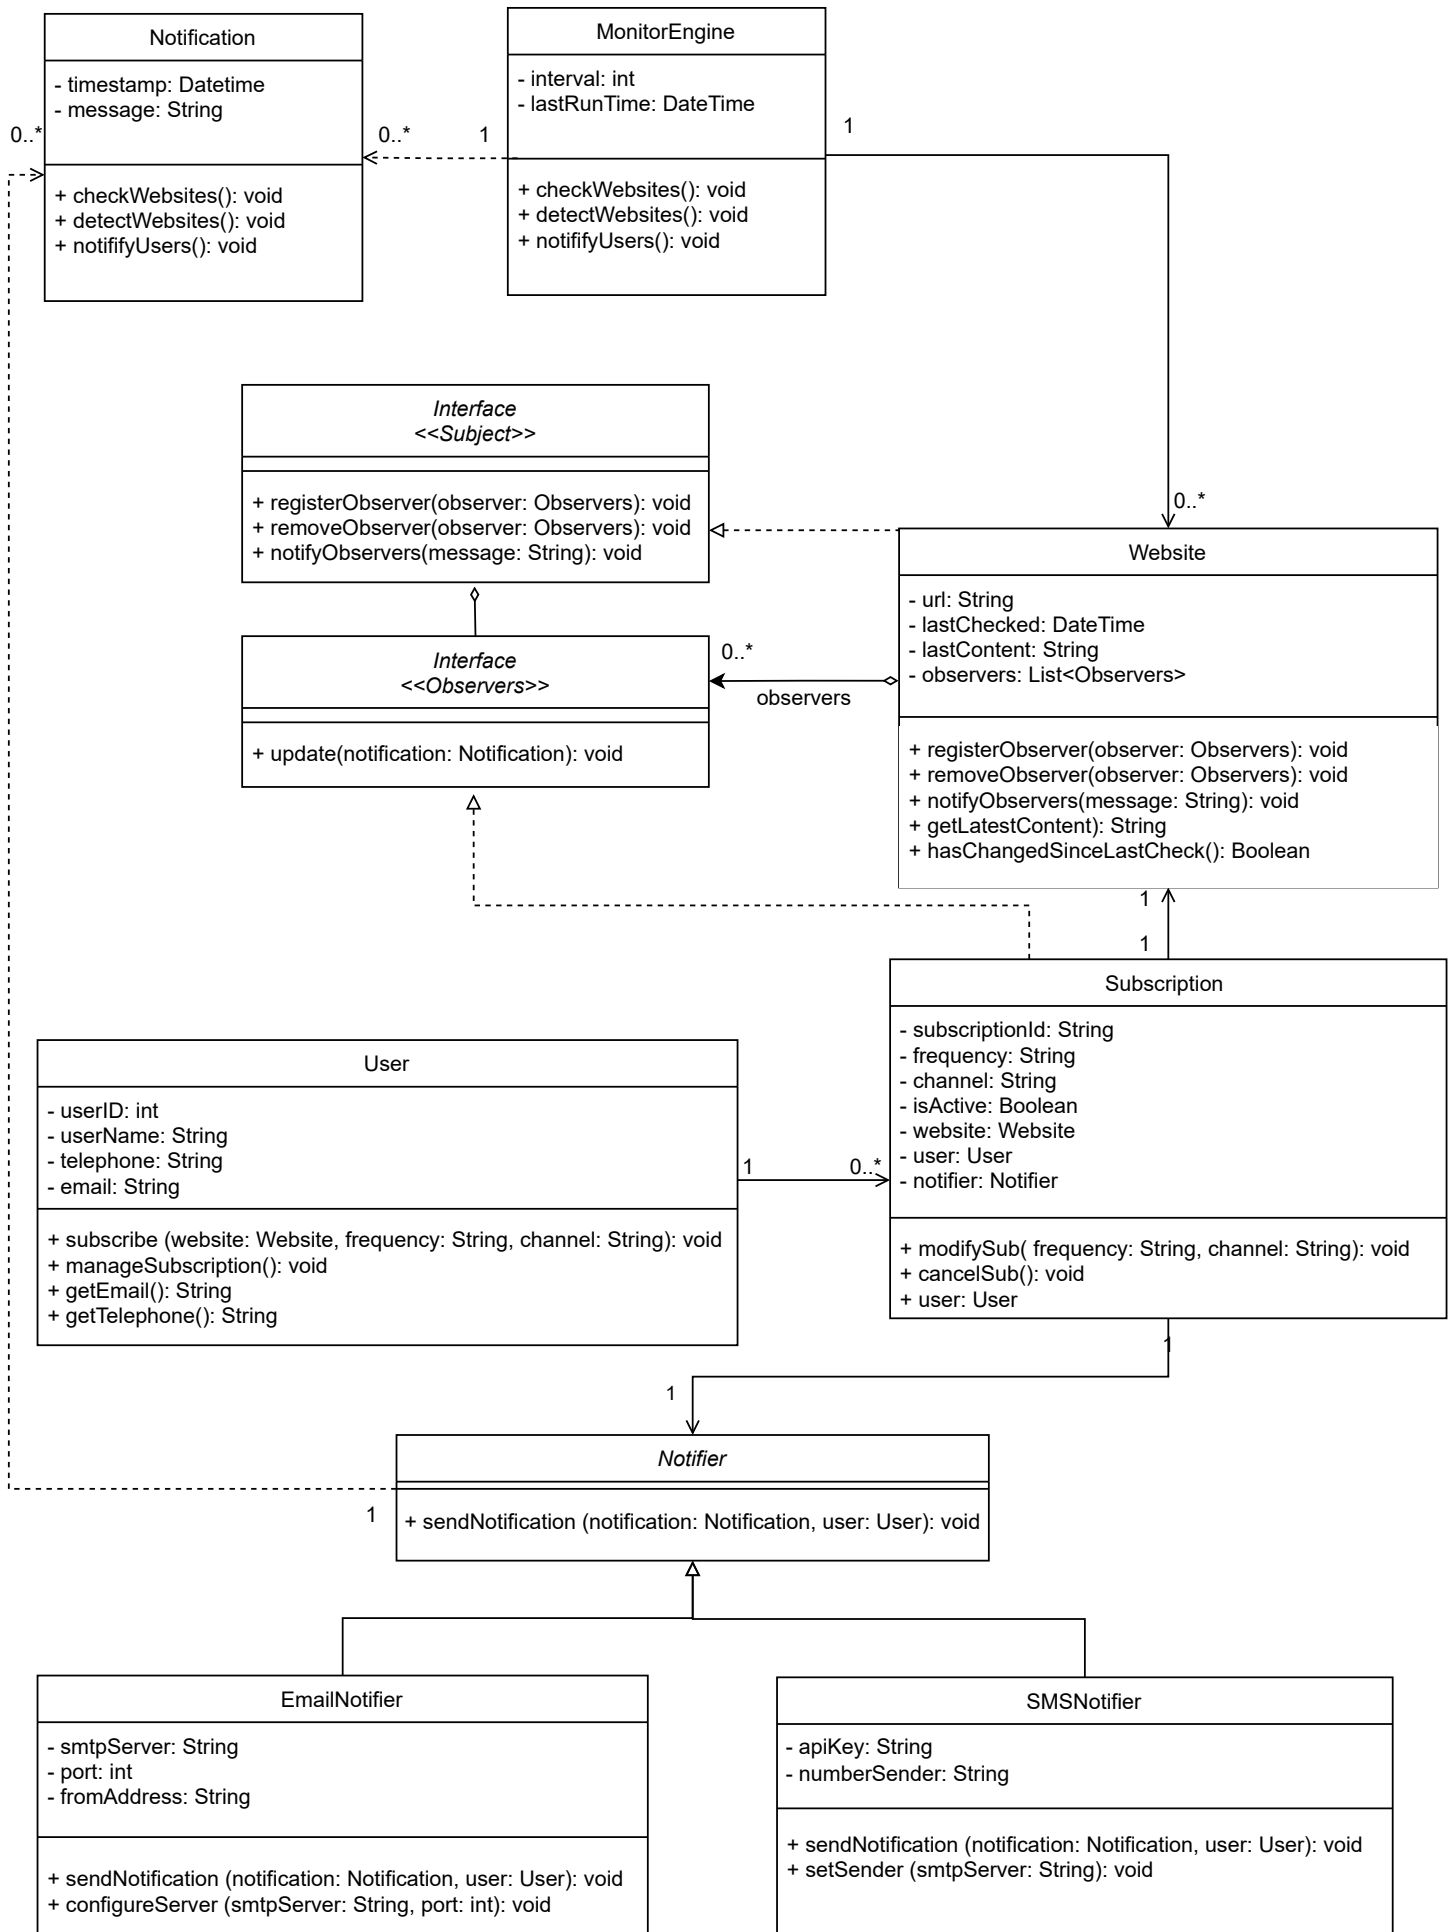 Notification
- timestamp: Datetime
- message: String
+ checkWebsites(): void
+ detectWebsites(): void
+ notififyUsers(): void
0..*
0..*
1
MonitorEngine
- interval: int
- lastRunTime: DateTime
+ checkWebsites(): void
+ detectWebsites(): void
+ notififyUsers(): void
1
0..*
Interface
<<Subject>>
+ registerObserver(observer: Observers): void
+ removeObserver(observer: Observers): void
+ notifyObservers(message: String): void
Interface
<<Observers>>
+ update(notification: Notification): void
0..*
observers
Website
- url: String
- lastChecked: DateTime
- lastContent: String
- observers: List<Observers>
+ registerObserver(observer: Observers): void
+ removeObserver(observer: Observers): void
+ notifyObservers(message: String): void
+ getLatestContent): String
+ hasChangedSinceLastCheck(): Boolean
1
1
Subscription
- subscriptionId: String
- frequency: String
- channel: String
- isActive: Boolean
- website: Website
- user: User
- notifier: Notifier
+ modifySub( frequency: String, channel: String): void
+ cancelSub(): void
+ user: User
User
- userID: int
- userName: String
- telephone: String
- email: String
+ subscribe (website: Website, frequency: String, channel: String): void
+ manageSubscription(): void
+ getEmail(): String
+ getTelephone(): String
1
0..*
1
1
Notifier
+ sendNotification (notification: Notification, user: User): void
1
EmailNotifier
- smtpServer: String
- port: int
- fromAddress: String
+ sendNotification (notification: Notification, user: User): void
+ configureServer (smtpServer: String, port: int): void
SMSNotifier
- apiKey: String
- numberSender: String
+ sendNotification (notification: Notification, user: User): void
+ setSender (smtpServer: String): void